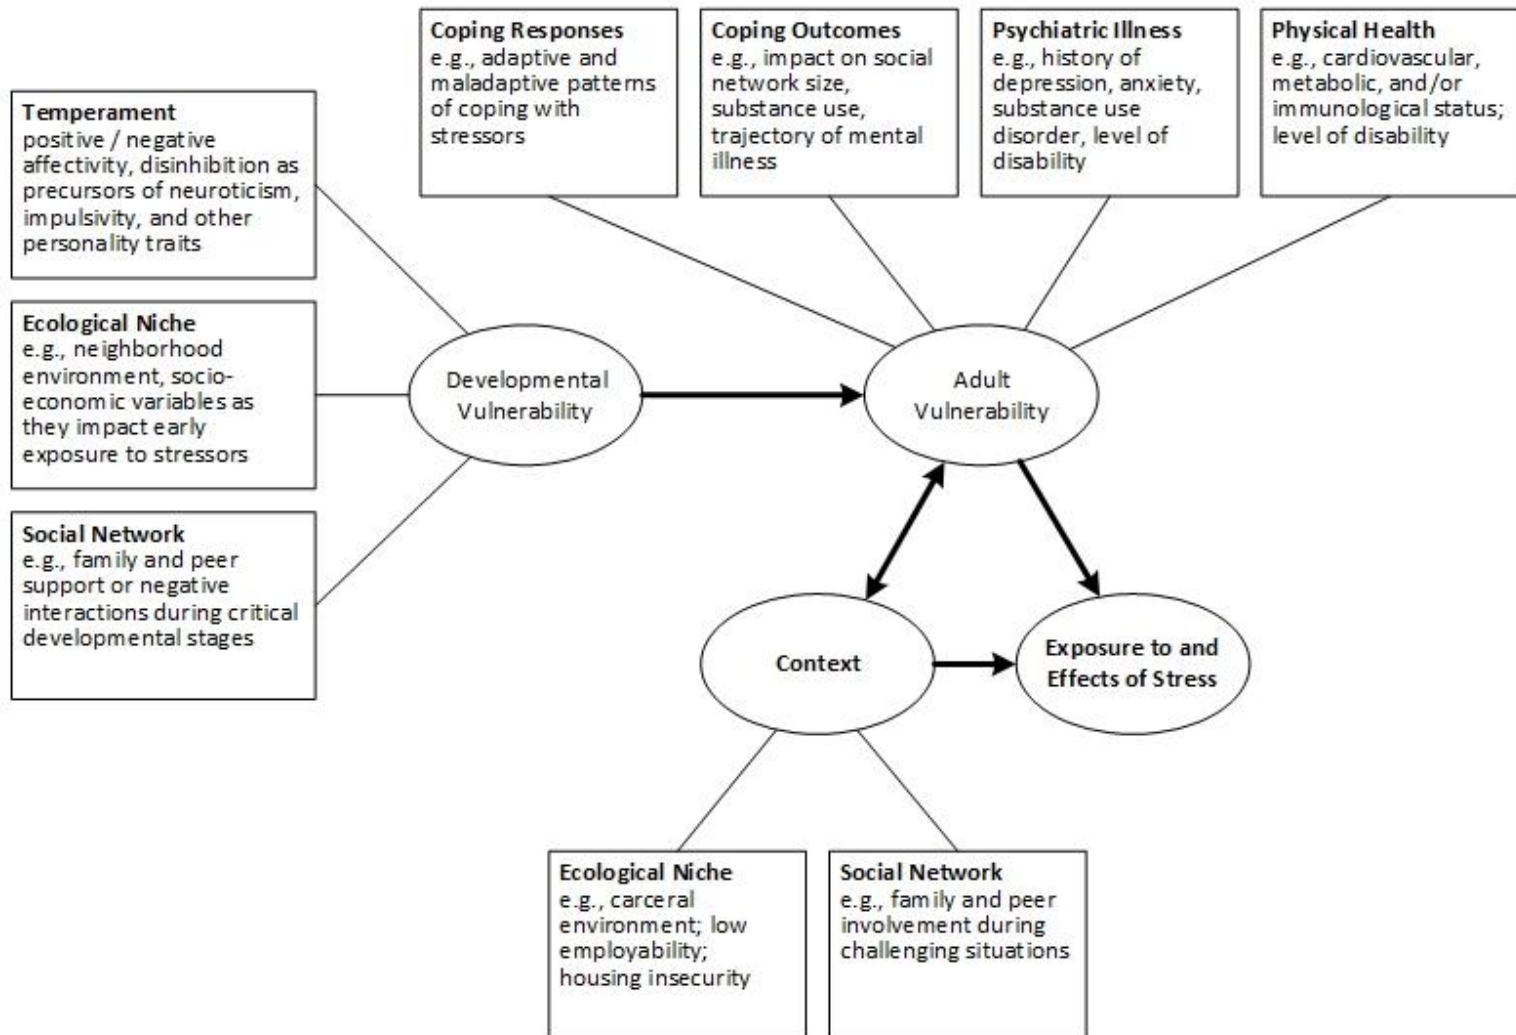 Coping Responses
e.g., adaptive and
maladaptive patterns
of coping with
stressors
Coping Outcomes
e.g., impact on social
network size,
substance use,
trajectory of mental
illness
Psychiatric Illness
e.g., history of
depression, anxiety,
substance use
disorder, level of
disability
Physical Health
e.g., cardiovascular,
metabolic, and/or
immunological status;
level of disability
Temperament
positive / negative
affectivity, disinhibition as
precursors of neuroticism,
impulsivity, and other
personality traits
Ecological Niche
e.g., neighborhood
environment, socio-
economic variables as
they impact early
exposure to stressors
Social Network
e.g., family and peer
support or negative
interactions during critical
developmental stages
Developmental
Vulnerability
Adult
Vulnerability
Context
Exposure to and
Effects of Stress
Ecological Niche
e.g., carceral
environment; low
employability;
housing insecurity
Social Network
e.g., family and peer
involvement during
challenging situations